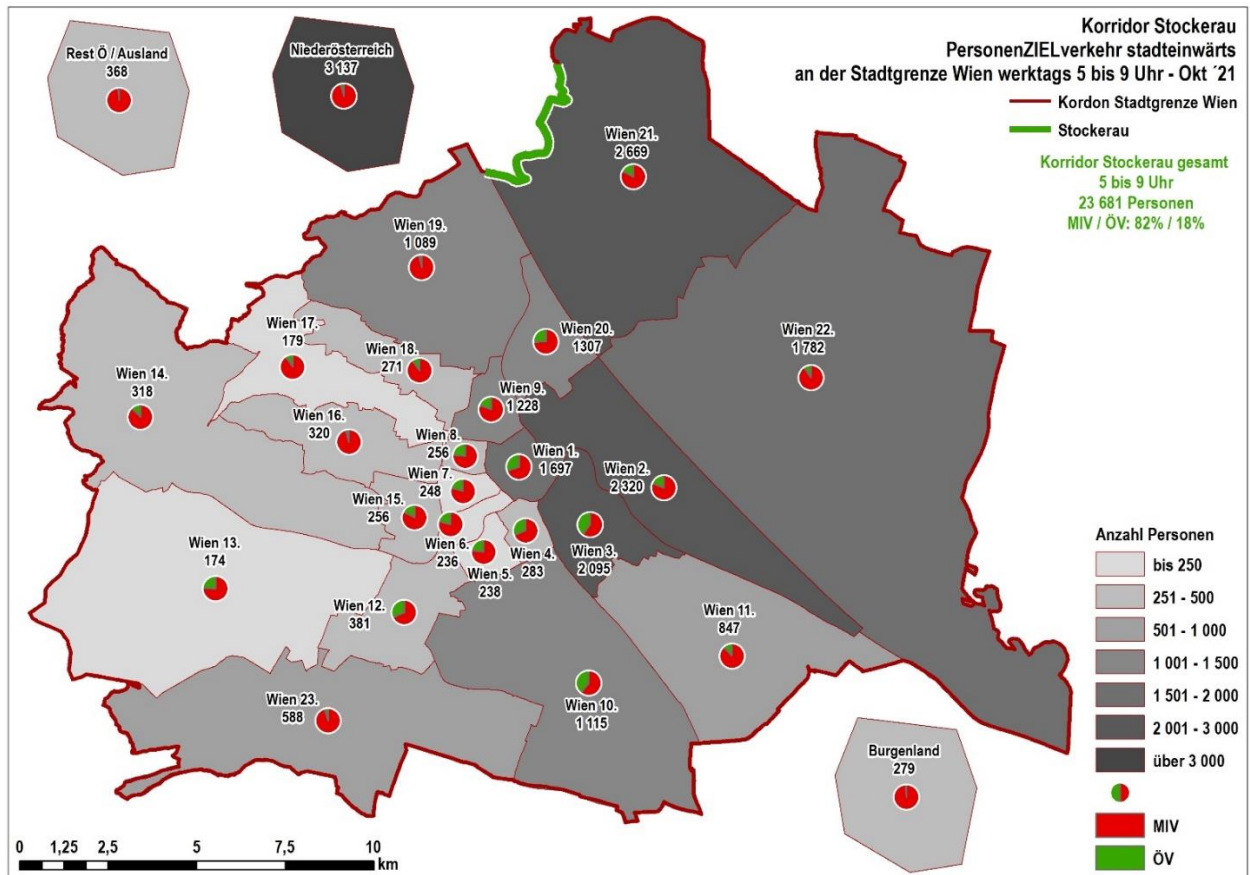 Korridor Stockerau
PersonenZIELverkehr stadteinwärts
an der Stadtgrenze Wien werktags 5 bis 9 Uhr - Okt ´21
Kordon Stadtgrenze Wien
Stockerau
Korridor Stockerau gesamt
5 bis 9 Uhr
23 681 Personen
MIV / ÖV: 82% / 18%
Rest Ö / Ausland
368
Niederösterreich
3 137
Wien 21.
2 669
Wien 19.
1 089
Wien 20.
1307
Wien 22.
1 782
Wien 17.
179
Wien 18.
271
Wien 14.
318
Wien 9.
1 228
Wien 16.
320
Wien 8.
256
Wien 1.
1 697
Wien 7.
248
Wien 2.
2 320
Wien 15.
256
Wien 6.
236
Wien 5.
238
Wien 4.
283
Wien 3.
2 095
Wien 13.
174
Wien 12.
381
Wien 11.
847
Wien 23.
588
Wien 10.
1 115
Burgenland
279
Anzahl Personen
bis 250
251 - 500
501 - 1 000
1 001 - 1 500
1 501 - 2 000
2 001 - 3 000
über 3 000
MIV
ÖV
0 1,25 2,5 5 7,5 10
km